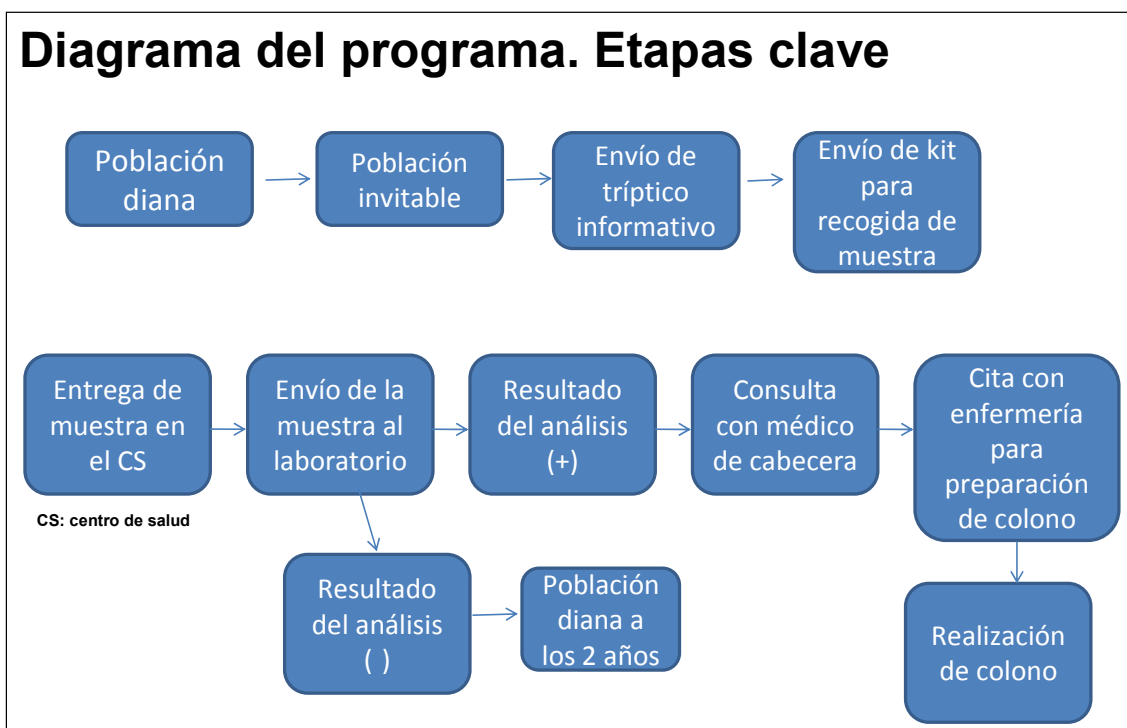 Diagrama del programa. Etapas clave
Población
diana
Población
invitable
Envío de
tríptico
informativo
Envío de kit
para
recogida de
muestra
Entrega de
muestra en
el CS
Envío de la
muestra al
laboratorio
Resultado
del análisis
(+)
Consulta
con médico
de cabecera
Cita con
enfermería
para
preparación
de colono
CS: centro de salud
Resultado
del análisis
( )
Población
diana a
los 2 años
Realización
de colono